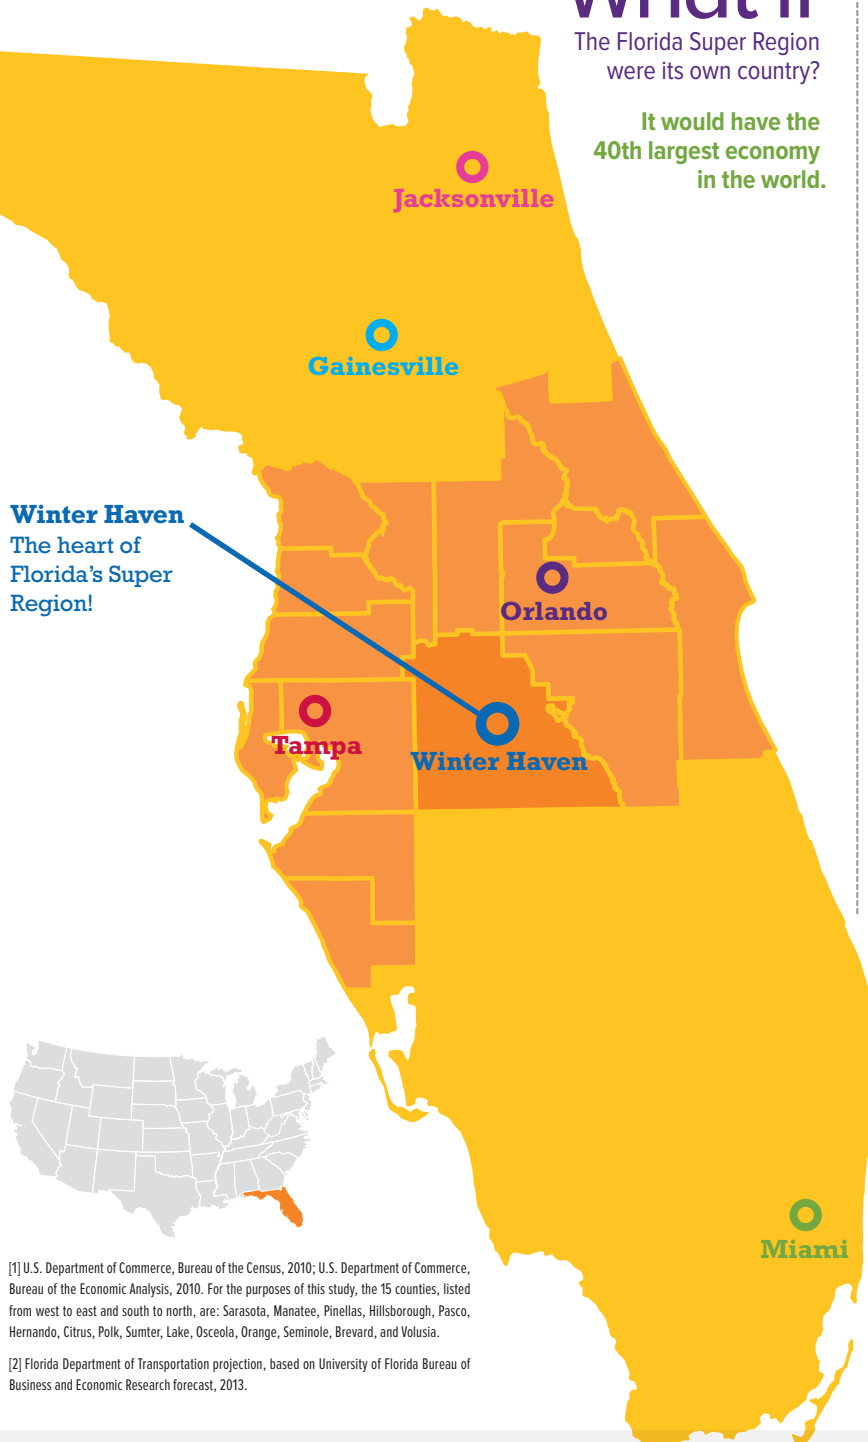 What if
The Florida Super Region
were its own country?
It would have the
40th largest economy
in the world.
Jacksonville
Gainesville
Winter Haven
The heart of
Florida's Super
Region!
Orlando
Tampa
Winter Haven
Miami
[1] U.S. Department of Commerce, Bureau of the Census, 2010; U.S. Department of Commerce,
Bureau of the Economic Analysis, 2010. For the purposes of this study, the 15 counties, listed
from west to east and south to north, are: Sarasota, Manatee, Pinellas, Hillsborough, Pasco,
Hernando, Citrus, Polk, Sumter, Lake, Osceola, Orange, Seminole, Brevard, and Volusia.
[2] Florida Department of Transportation projection, based on University of Florida Bureau of
Business and Economic Research forecast, 2013.